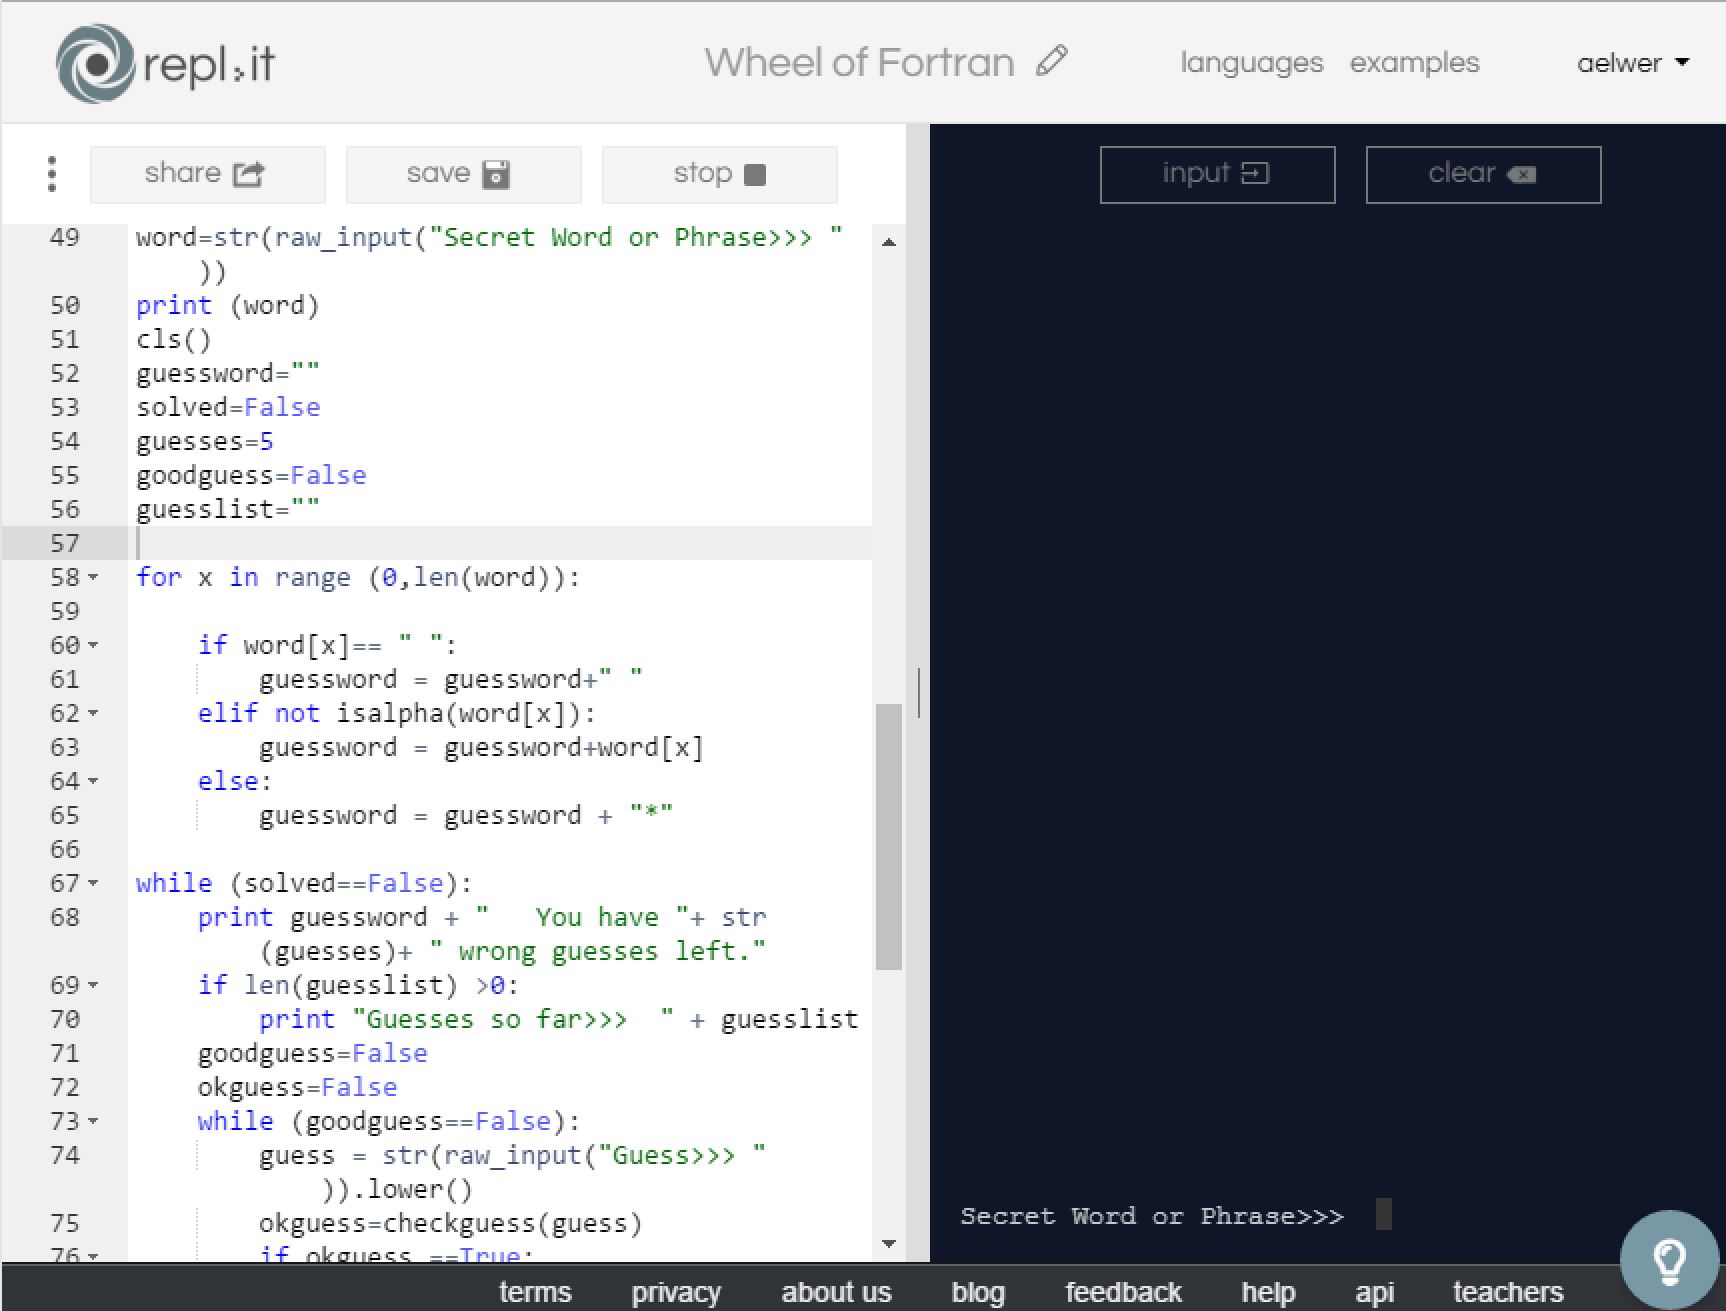 repl.it
Wheel of Fortran
languages examples aelwer
share save stop
input clear
49 word=str(raw_input("Secret Word or Phrase>>> "
))
50 print (word)
51 cls()
52 guessword=""
53 solved=False
54 guesses=5
55 goodguess=False
56 guesslist=""
57
58 for x in range (0,len(word)):
59
60 if word[x]== " ":
61 guessword = guessword+" "
62 elif not isalpha(word[x]):
63 guessword = guessword+word[x]
64 else:
65 guessword = guessword + "*"
66
67 while (solved==False):
68 print guessword + "   You have "+ str
(guesses)+ " wrong guesses left."
69 if len(guesslist) >0:
70 print "Guesses so far>>>  " + guesslist
71 goodguess=False
72 okguess=False
73 while (goodguess==False):
74 guess = str(raw_input("Guess>>> "
)).lower()
75 okguess=checkguess(guess)
76 if okguess ==True:
Secret Word or Phrase>>>
terms privacy about us blog feedback help api teachers